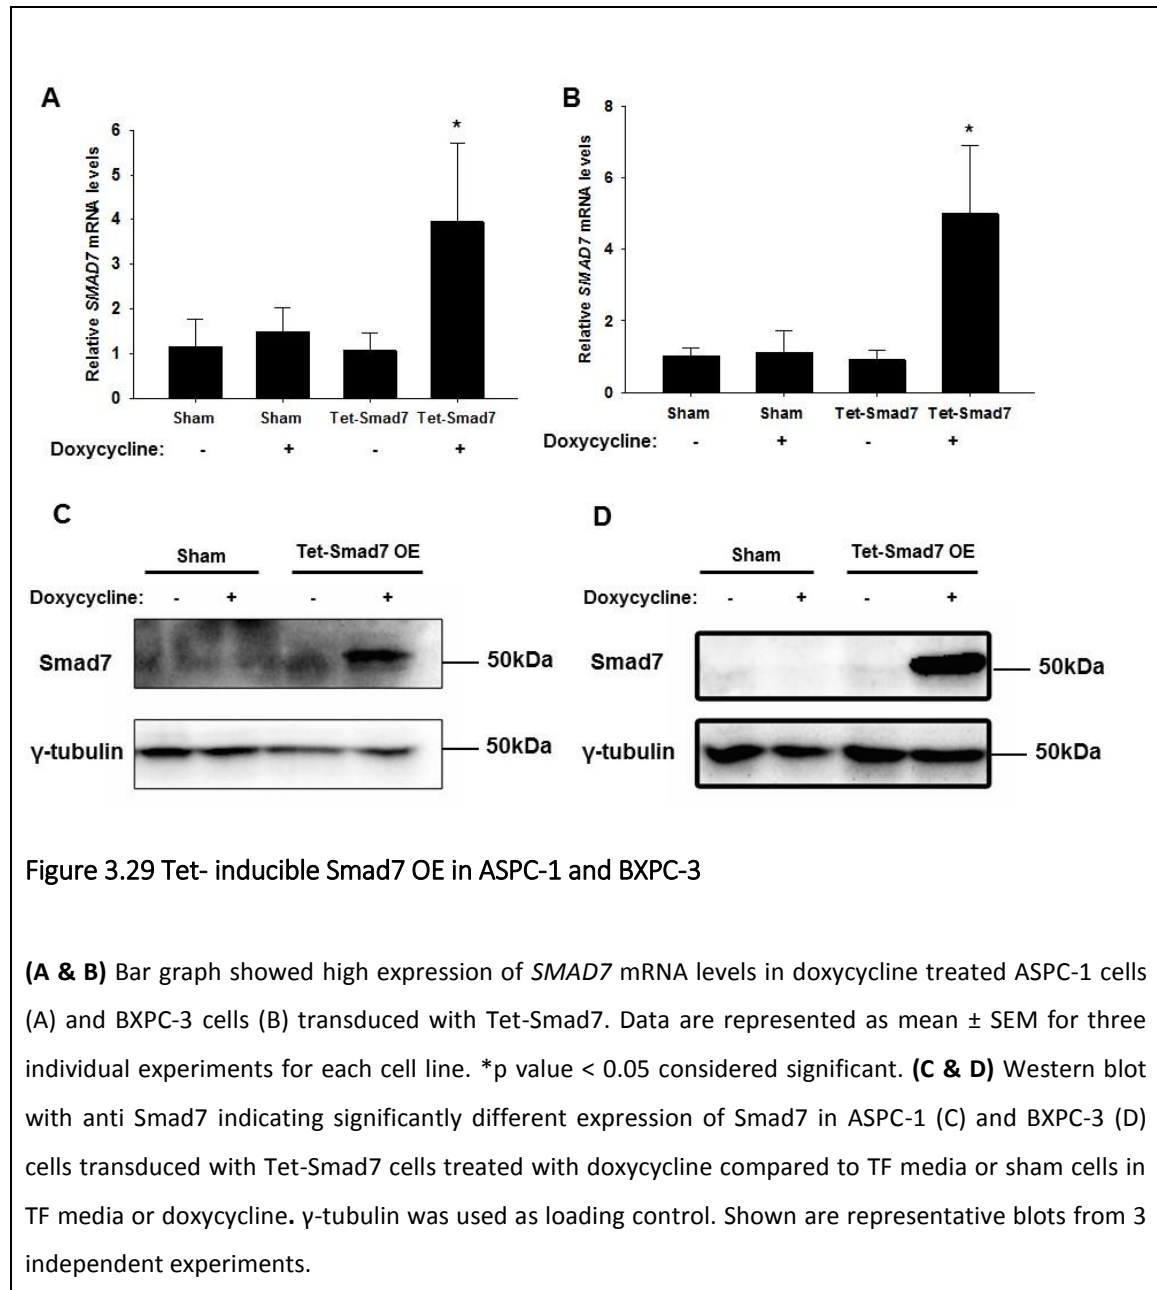 A
B
Relative SMAD7 mRNA levels
6
5
4
3
2
1
0
*
Sham Sham Tet-Smad7 Tet-Smad7
Doxycycline: - + - +
Relative SMAD7 mRNA levels
8
6
4
2
0
*
Sham Sham Tet-Smad7 Tet-Smad7
Doxycycline: - + - +
C
Sham Tet-Smad7 OE
Doxycycline: - + - +
Smad7 50kDa
γ-tubulin 50kDa
D
Sham Tet-Smad7 OE
Doxycycline: - + - +
Smad7 50kDa
γ-tubulin 50kDa
Figure 3.29 Tet- inducible Smad7 OE in ASPC-1 and BXPC-3
(A & B) Bar graph showed high expression of SMAD7 mRNA levels in doxycycline treated ASPC-1 cells
(A) and BXPC-3 cells (B) transduced with Tet-Smad7. Data are represented as mean ± SEM for three
individual experiments for each cell line. *p value < 0.05 considered significant. (C & D) Western blot
with anti Smad7 indicating significantly different expression of Smad7 in ASPC-1 (C) and BXPC-3 (D)
cells transduced with Tet-Smad7 cells treated with doxycycline compared to TF media or sham cells in
TF media or doxycycline. γ-tubulin was used as loading control. Shown are representative blots from 3
independent experiments.